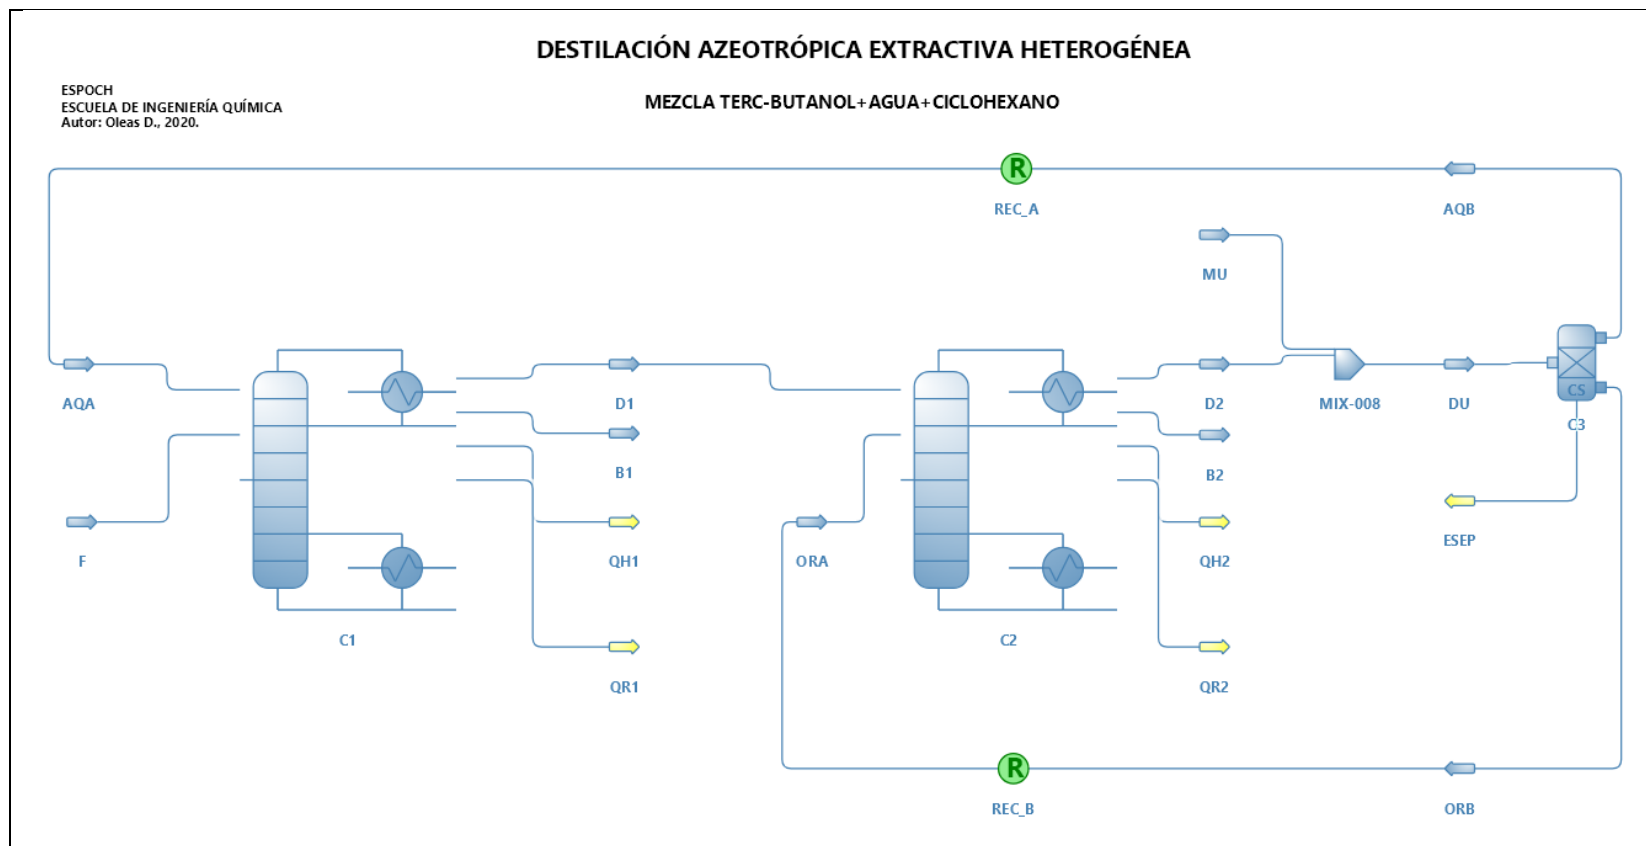 DESTILACIÓN AZEOTRÓPICA EXTRACTIVA HETEROGÉNEA
ESPOCH
ESCUELA DE INGENIERÍA QUÍMICA
Autor: Oleas D., 2020.
MEZCLA TERC-BUTANOL+AGUA+CICLOHEXANO
R
REC_A
AQB
MU
AQA
D1
D2
MIX-008
DU
CS
C3
B1
B2
F
QH1
ORA
QH2
ESEP
C1
C2
QR1
QR2
R
REC_B
ORB